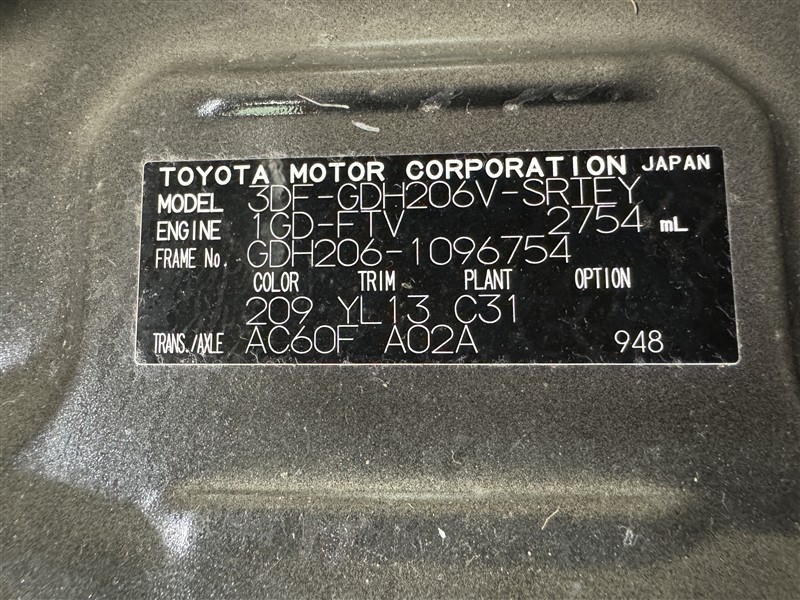 TOYOTA MOTOR CORPORATION JAPAN
MODEL 3DF-GDH206V-SRTEY
ENGINE 1GD-FTV 2754 mL
FRAME No. GDH206-1096754
COLOR TRIM PLANT OPTION
209 YL13 C31
TRANS./AXLE AC60F A02A 948